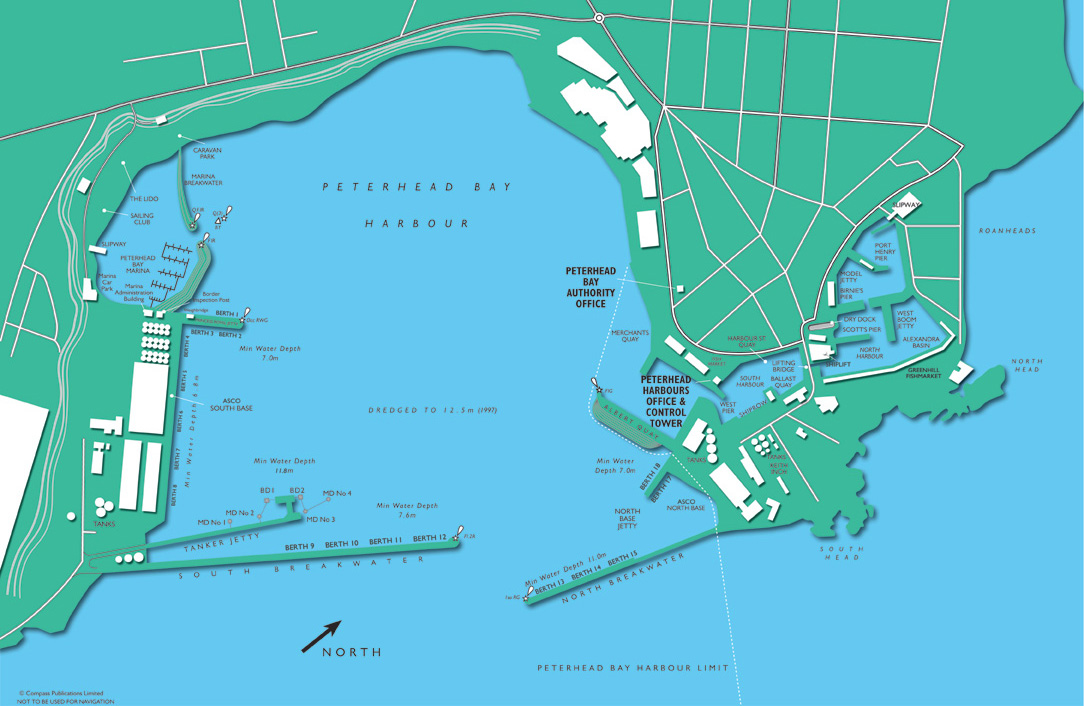 CARAVAN
PARK
MARINA
BREAKWATER
THE LIDO
SAILING
CLUB
SLIPWAY
PETERHEAD
BAY
MARINA
Marina
Car
Park
Marina
Administration
Building
Border
Inspection Post
BERTH 1
BERTH 3 BERTH 2
Min Water Depth
7.0m
BERTH 4
BERTH 5
BERTH 6
BERTH 7
BERTH 8
Min Water Depth 6.8m
ASCO
SOUTH BASE
TANKS
PETERHEAD BAY
HARBOUR
DREDGED TO 12.5m (1997)
Min Water Depth
11.8m
BD1
BD2
MD No 4
MD No 2
MD No 1
MD No 3
TANKER JETTY
Min Water Depth
7.6m
BERTH 9 BERTH 10 BERTH 11 BERTH 12
SOUTH BREAKWATER
NORTH
PETERHEAD
BAY
AUTHORITY
OFFICE
MERCHANTS
QUAY
PETERHEAD
HARBOURS
OFFICE &
CONTROL
TOWER
ALBERT QUAY
Min Water
Depth 7.0m
BERTH 18
BERTH 17
NORTH
BASE
JETTY
ASCO
NORTH BASE
TANKS
Min Water Depth 11.0m
BERTH 13 BERTH 14 BERTH 15
NORTH BREAKWATER
HARBOUR ST
QUAY
LIFTING
BRIDGE
SOUTH
HARBOUR
BALLAST
QUAY
WEST
PIER
SHIPROW
TANKS
KEITH
INCH
SHIPLIFT
SLIPWAY
PORT
HENRY
PIER
MODEL
JETTY
BIRNIE'S
PIER
DRY DOCK
SCOTT'S PIER
WEST
BOOM
JETTY
NORTH
HARBOUR
ALEXANDRA
BASIN
GREENHILL
FISHMARKET
ROANHEADS
NORTH
HEAD
SOUTH
HEAD
PETERHEAD BAY HARBOUR LIMIT
© Compass Publications Limited
NOT TO BE USED FOR NAVIGATION